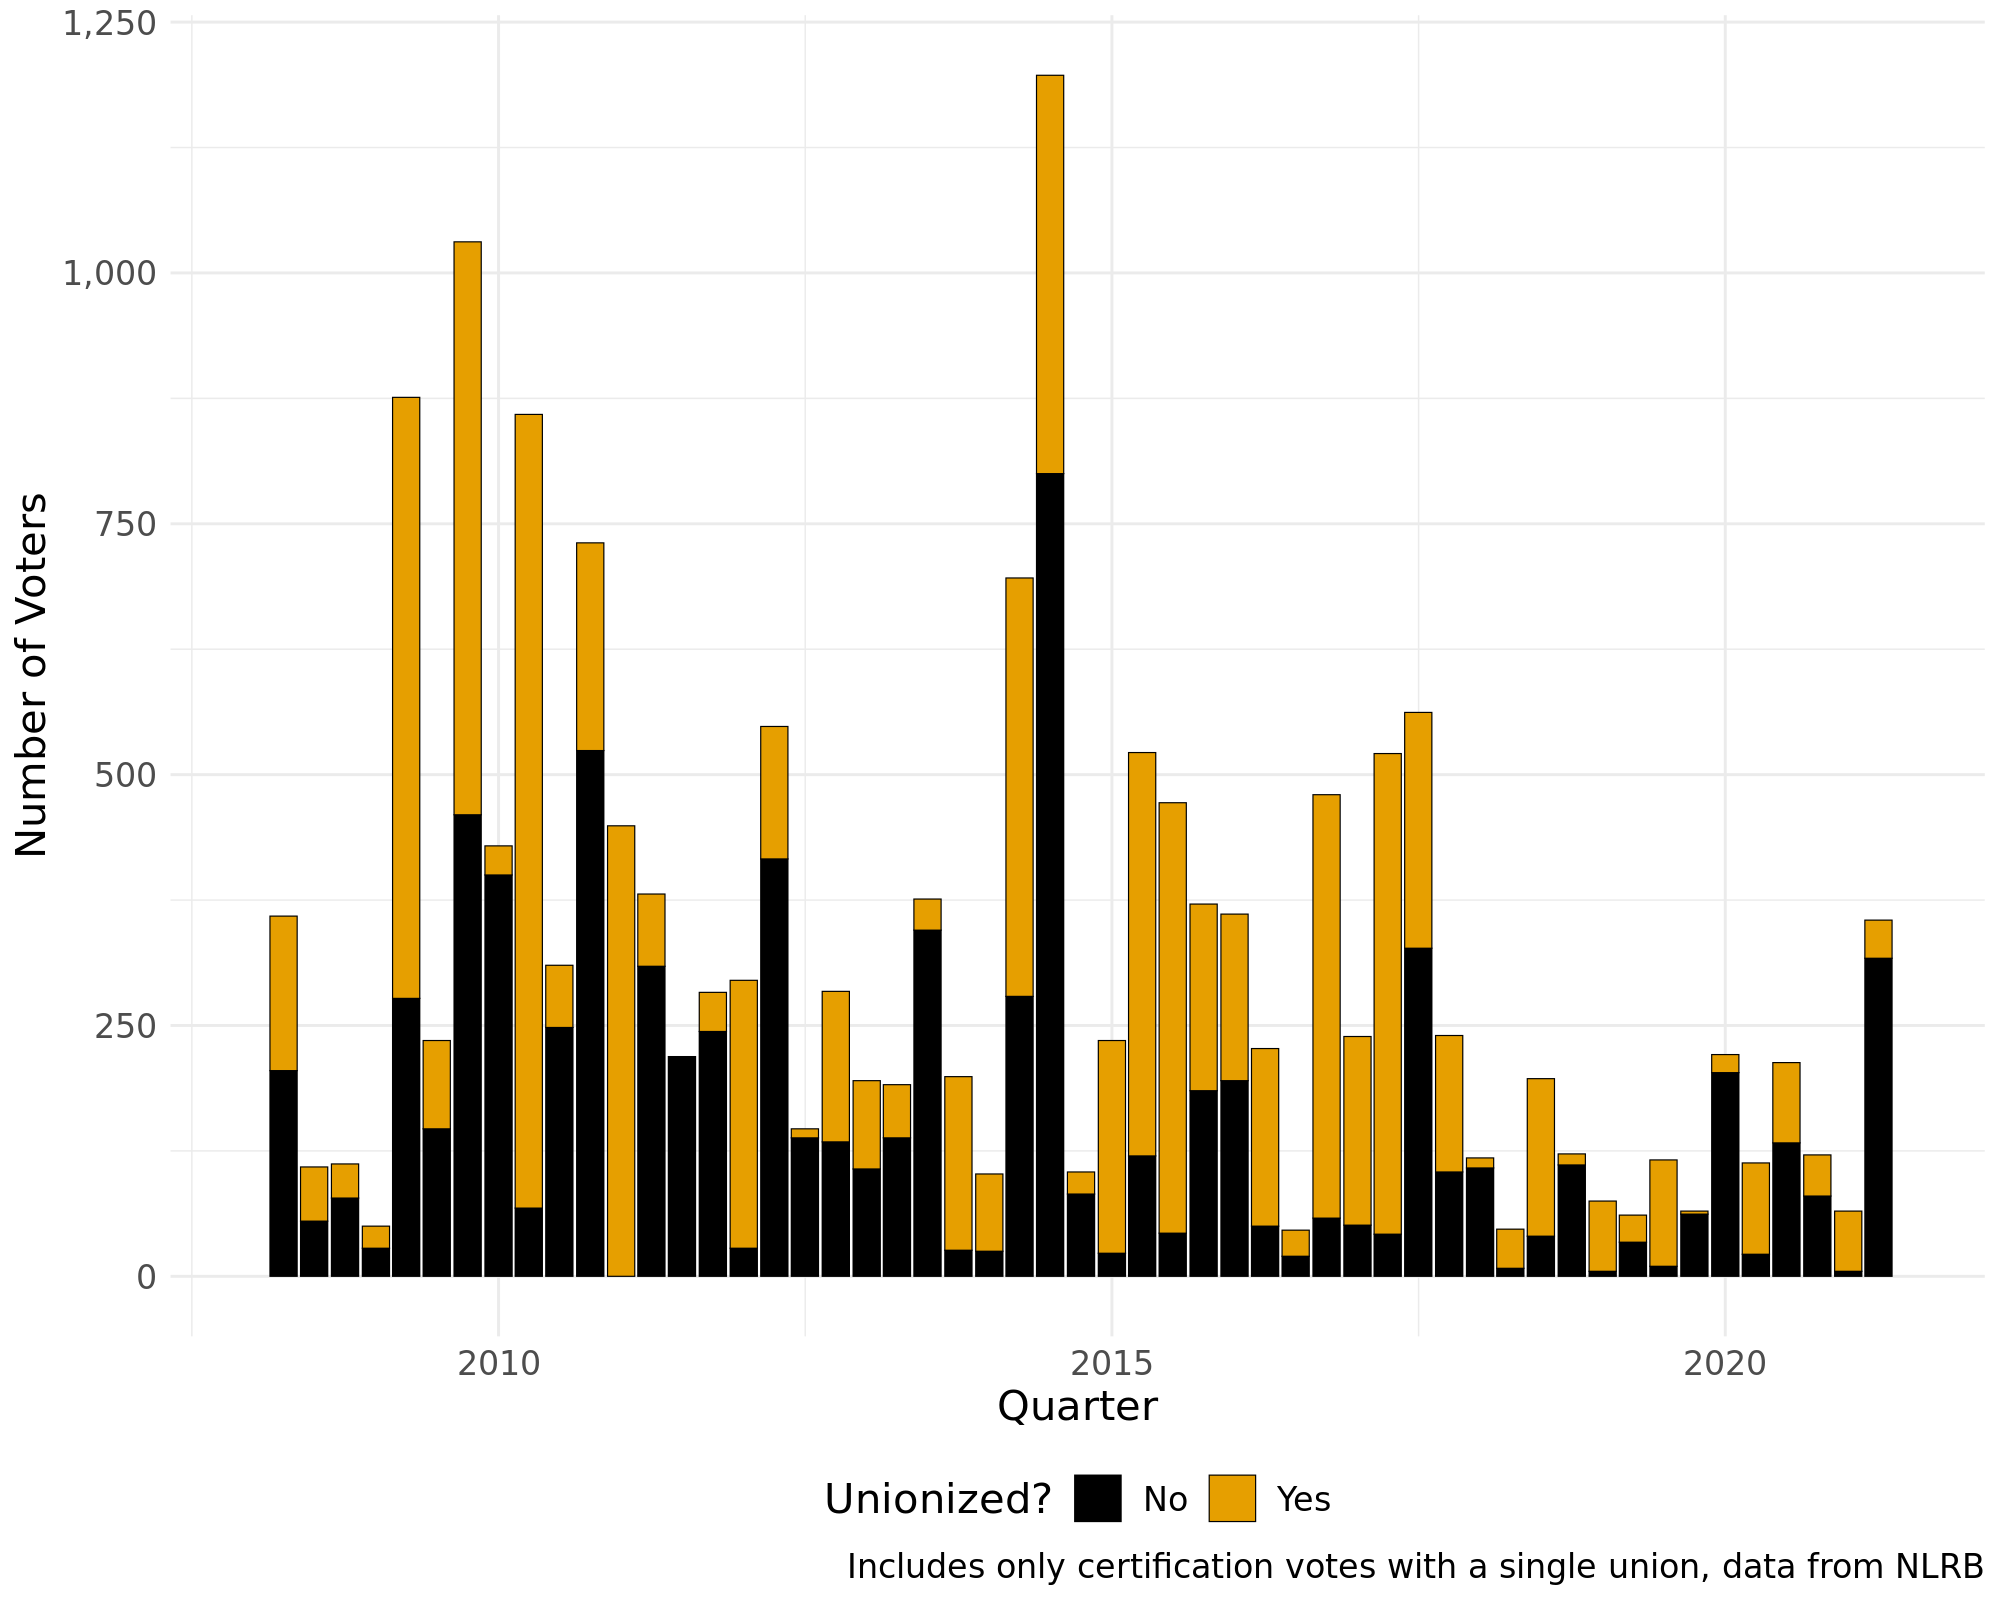 1,250
1,000
750
500
250
0
Number of Voters
2010 2015 2020
Quarter
Unionized? No Yes
Includes only certification votes with a single union, data from NLRB